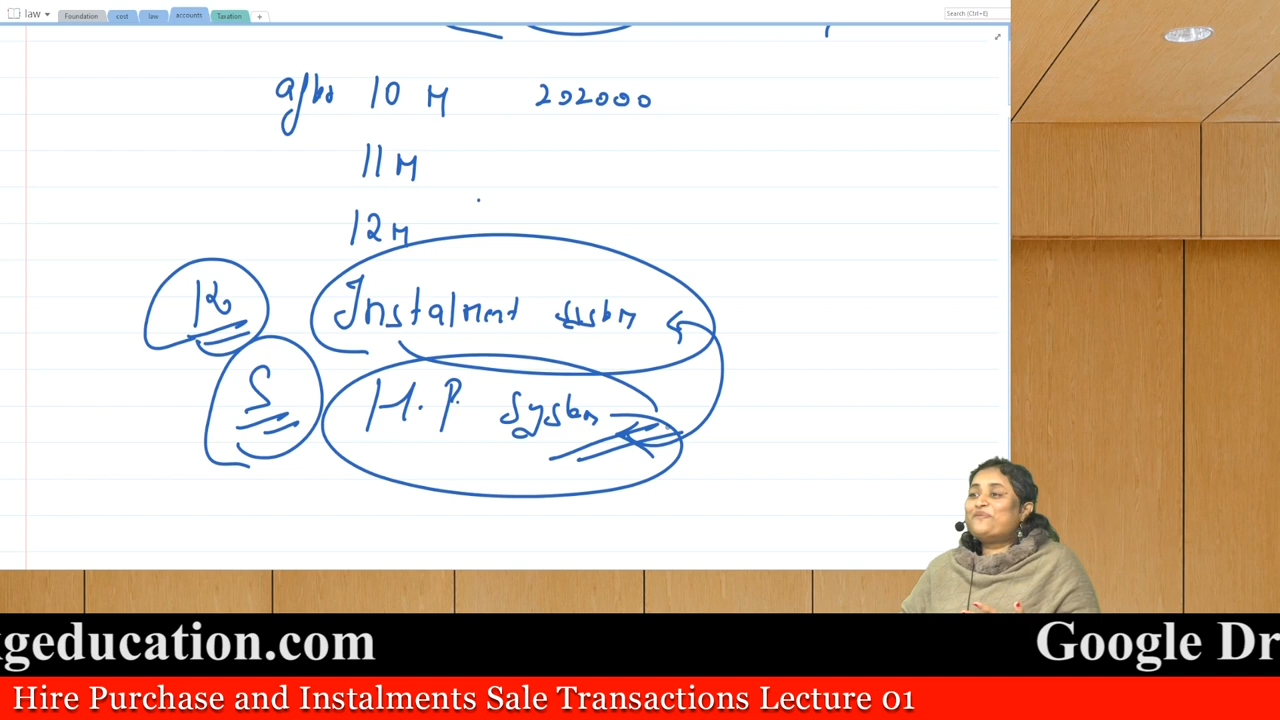 law
Foundation cost law accounts Taxation +
Search (Ctrl+E)
10 M 202000
11 M
12 M
R Instalment system
S H.P. system
geducation.com Google Dr
Hire Purchase and Instalments Sale Transactions Lecture 01